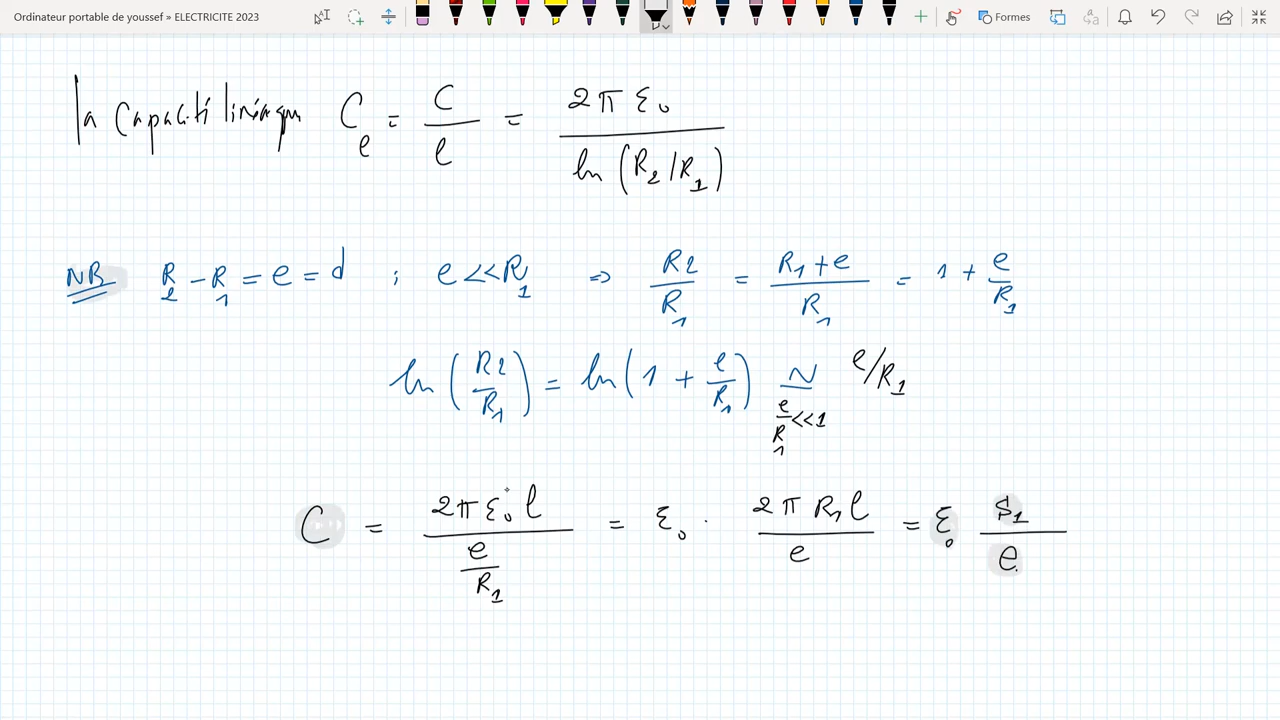 Ordinateur portable de youssef » ELECTRICITE 2023 Formes
la capacité linéique C_l = C/l = 2π ε₀ / ln (R₂/R₁)
NB R₂ - R₁ = e = d ; e << R₁ ⇒ R2/R₁ = (R₁+e)/R₁ = 1 + e/R₁
ln (R2/R₁) = ln (1 + e/R₁) ~ e/R₁
e/R₁ << 1
C = 2π ε₀ l / (e/R₁) = ε₀ · 2π R₁ l / e = ε₀ S₁/e